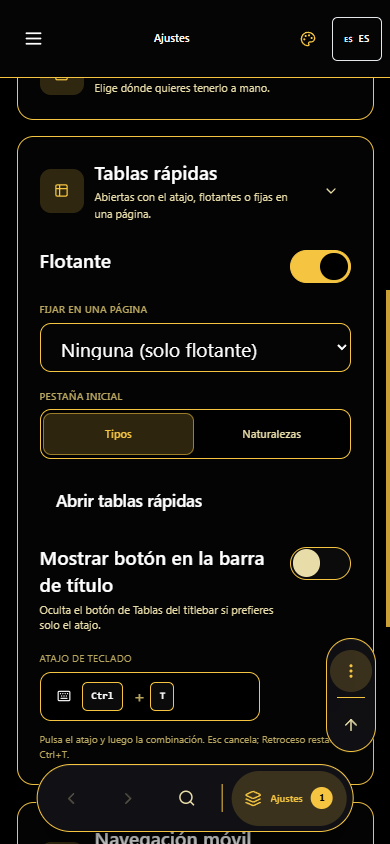 Ajustes
ES ES
Elige dónde quieres tenerlo a mano.
Tablas rápidas
Abiertas con el atajo, flotantes o fijas en
una página.
Flotante
FIJAR EN UNA PÁGINA
Ninguna (solo flotante)
PESTAÑA INICIAL
Tipos
Naturalezas
Abrir tablas rápidas
Mostrar botón en la barra
de título
Oculta el botón de Tablas del titlebar si prefieres
solo el atajo.
ATAJO DE TECLADO
Ctrl + T
Pulsa el atajo y luego la combinación. Esc cancela; Retroceso resta
Ctrl+T.
Ajustes 1
Navegación móvil